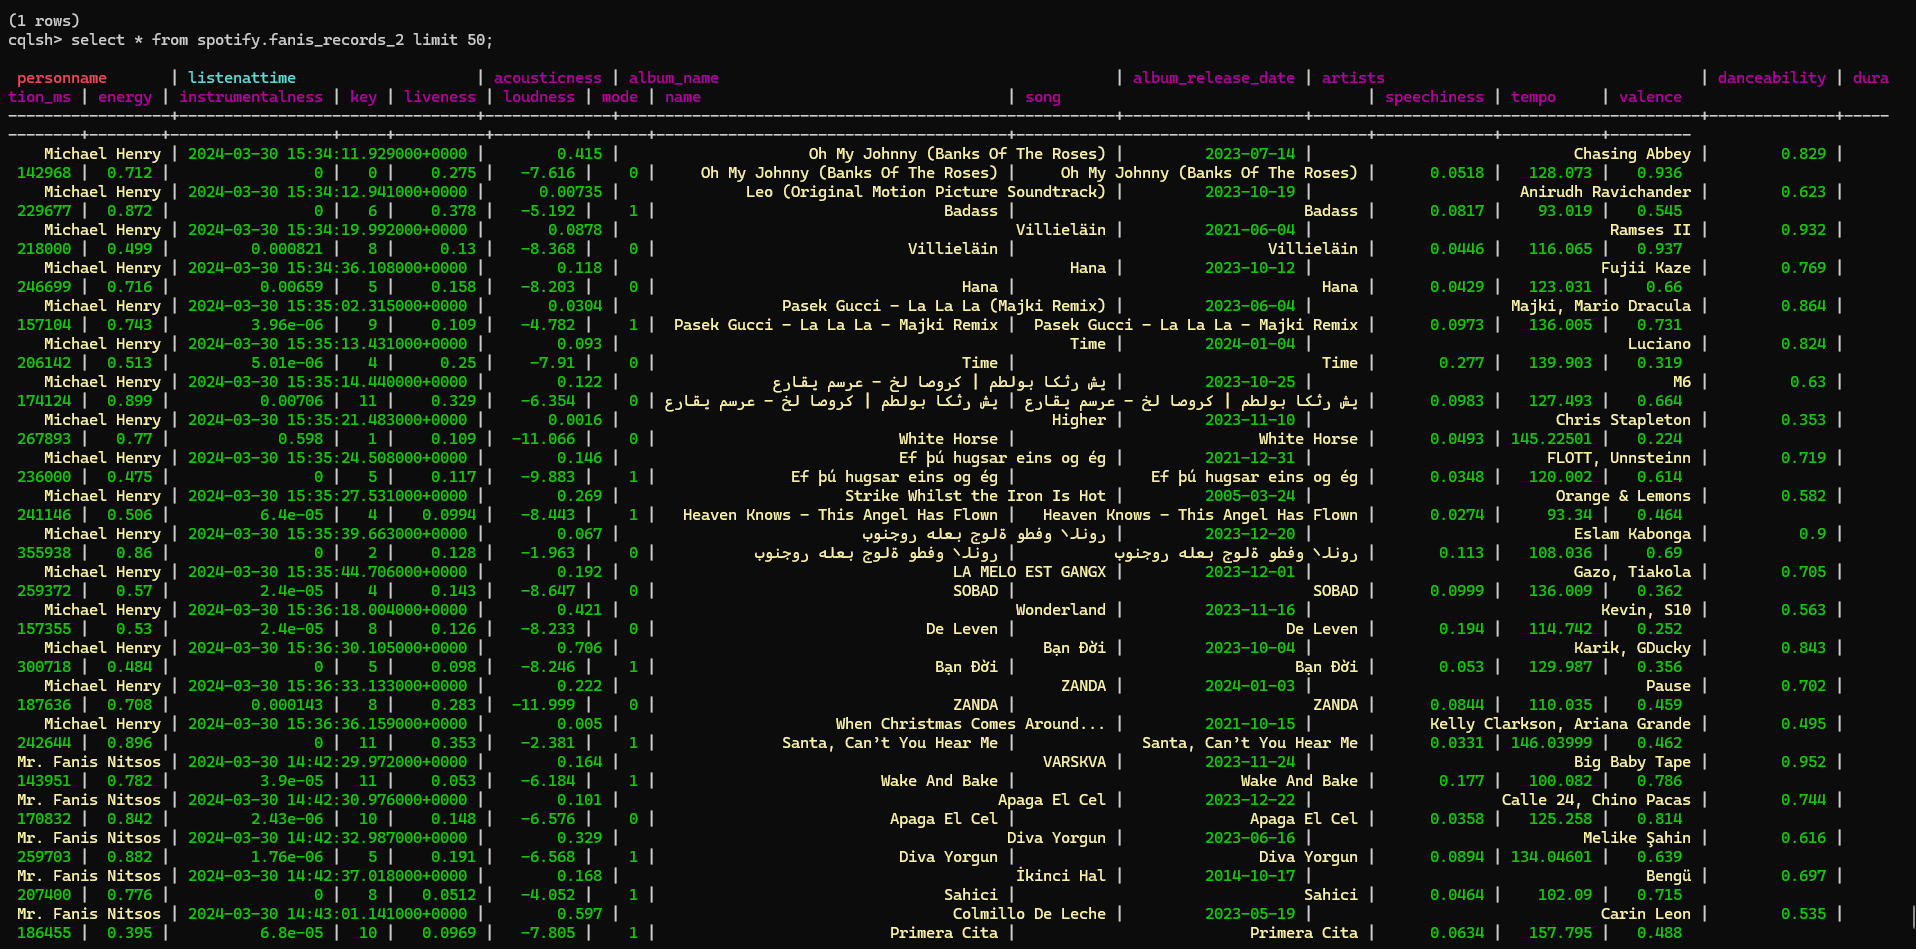 (1 rows)
cqlsh> select * from spotify.fanis_records_2 limit 50;
personname | listenattime | acousticness | album_name | album_release_date | artists | danceability | dura
tion_ms | energy | instrumentalness | key | liveness | loudness | mode | name | song | speechiness | tempo | valence
Michael Henry | 2024-03-30 15:34:11.929000+0000 | 0.415 | Oh My Johnny (Banks Of The Roses) | 2023-07-14 | Chasing Abbey | 0.829 |
142968 | 0.712 | 0 | 0 | 0.275 | -7.616 | 0 | Oh My Johnny (Banks Of The Roses) | Oh My Johnny (Banks Of The Roses) | 0.0518 | 128.073 | 0.936
Michael Henry | 2024-03-30 15:34:12.941000+0000 | 0.00735 | Leo (Original Motion Picture Soundtrack) | 2023-10-19 | Anirudh Ravichander | 0.623 |
229677 | 0.872 | 0 | 6 | 0.378 | -5.192 | 1 | Badass | Badass | 0.0817 | 93.019 | 0.545
Michael Henry | 2024-03-30 15:34:19.992000+0000 | 0.0878 | Villieläin | 2021-06-04 | Ramses II | 0.932 |
218000 | 0.499 | 0.000821 | 8 | 0.13 | -8.368 | 0 | Villieläin | Villieläin | 0.0446 | 116.065 | 0.937
Michael Henry | 2024-03-30 15:34:36.108000+0000 | 0.118 | Hana | 2023-10-12 | Fujii Kaze | 0.769 |
246699 | 0.716 | 0.00659 | 5 | 0.158 | -8.203 | 0 | Hana | Hana | 0.0429 | 123.031 | 0.66
Michael Henry | 2024-03-30 15:35:02.315000+0000 | 0.0304 | Pasek Gucci - La La La (Majki Remix) | 2023-06-04 | Majki, Mario Dracula | 0.864 |
157104 | 0.743 | 3.96e-06 | 9 | 0.109 | -4.782 | 1 | Pasek Gucci - La La La - Majki Remix | Pasek Gucci - La La La - Majki Remix | 0.0973 | 136.005 | 0.731
Michael Henry | 2024-03-30 15:35:13.431000+0000 | 0.093 | Time | 2024-01-04 | Luciano | 0.824 |
206142 | 0.513 | 5.01e-06 | 4 | 0.25 | -7.91 | 0 | Time | Time | 0.277 | 139.903 | 0.319
Michael Henry | 2024-03-30 15:35:14.440000+0000 | 0.122 | | 2023-10-25 | M6 | 0.63 |
174124 | 0.899 | 0.00706 | 11 | 0.329 | -6.354 | 0 | | | 0.0983 | 127.493 | 0.664
Michael Henry | 2024-03-30 15:35:21.483000+0000 | 0.0016 | Higher | 2023-11-10 | Chris Stapleton | 0.353 |
267893 | 0.77 | 0.598 | 1 | 0.109 | -11.066 | 0 | White Horse | White Horse | 0.0493 | 145.22501 | 0.224
Michael Henry | 2024-03-30 15:35:24.508000+0000 | 0.146 | Ef þú hugsar eins og ég | 2021-12-31 | FLOTT, Unnsteinn | 0.719 |
236000 | 0.475 | 0 | 5 | 0.117 | -9.883 | 1 | Ef þú hugsar eins og ég | Ef þú hugsar eins og ég | 0.0348 | 120.002 | 0.614
Michael Henry | 2024-03-30 15:35:27.531000+0000 | 0.269 | Strike Whilst the Iron Is Hot | 2005-03-24 | Orange & Lemons | 0.582 |
241146 | 0.506 | 6.4e-05 | 4 | 0.0994 | -8.443 | 1 | Heaven Knows - This Angel Has Flown | Heaven Knows - This Angel Has Flown | 0.0274 | 93.34 | 0.464
Michael Henry | 2024-03-30 15:35:39.663000+0000 | 0.067 | | 2023-12-20 | Eslam Kabonga | 0.9 |
355938 | 0.86 | 0 | 2 | 0.128 | -1.963 | 0 | | | 0.113 | 108.036 | 0.69
Michael Henry | 2024-03-30 15:35:44.706000+0000 | 0.192 | LA MELO EST GANGX | 2023-12-01 | Gazo, Tiakola | 0.705 |
259372 | 0.57 | 2.4e-05 | 4 | 0.143 | -8.647 | 0 | SOBAD | SOBAD | 0.0999 | 136.009 | 0.362
Michael Henry | 2024-03-30 15:36:18.004000+0000 | 0.421 | Wonderland | 2023-11-16 | Kevin, S10 | 0.563 |
157355 | 0.53 | 2.4e-05 | 8 | 0.126 | -8.233 | 0 | De Leven | De Leven | 0.194 | 114.742 | 0.252
Michael Henry | 2024-03-30 15:36:30.105000+0000 | 0.706 | Bạn Đời | 2023-10-04 | Karik, GDucky | 0.843 |
300718 | 0.484 | 0 | 5 | 0.098 | -8.246 | 1 | Bạn Đời | Bạn Đời | 0.053 | 129.987 | 0.356
Michael Henry | 2024-03-30 15:36:33.133000+0000 | 0.222 | ZANDA | 2024-01-03 | Pause | 0.702 |
187636 | 0.708 | 0.000143 | 8 | 0.283 | -11.999 | 0 | ZANDA | ZANDA | 0.0844 | 110.035 | 0.459
Michael Henry | 2024-03-30 15:36:36.159000+0000 | 0.005 | When Christmas Comes Around... | 2021-10-15 | Kelly Clarkson, Ariana Grande | 0.495 |
242644 | 0.896 | 0 | 11 | 0.353 | -2.381 | 1 | Santa, Can't You Hear Me | Santa, Can't You Hear Me | 0.0331 | 146.03999 | 0.462
Mr. Fanis Nitsos | 2024-03-30 14:42:29.972000+0000 | 0.164 | VARSKVA | 2023-11-24 | Big Baby Tape | 0.952 |
143951 | 0.782 | 3.9e-05 | 11 | 0.053 | -6.184 | 1 | Wake And Bake | Wake And Bake | 0.177 | 100.082 | 0.786
Mr. Fanis Nitsos | 2024-03-30 14:42:30.976000+0000 | 0.101 | Apaga El Cel | 2023-12-22 | Calle 24, Chino Pacas | 0.744 |
170832 | 0.842 | 2.43e-06 | 10 | 0.148 | -6.576 | 0 | Apaga El Cel | Apaga El Cel | 0.0358 | 125.258 | 0.814
Mr. Fanis Nitsos | 2024-03-30 14:42:32.987000+0000 | 0.329 | Diva Yorgun | 2023-06-16 | Melike Şahin | 0.616 |
259703 | 0.882 | 1.76e-06 | 5 | 0.191 | -6.568 | 1 | Diva Yorgun | Diva Yorgun | 0.0894 | 134.04601 | 0.639
Mr. Fanis Nitsos | 2024-03-30 14:42:37.018000+0000 | 0.168 | İkinci Hal | 2014-10-17 | Bengü | 0.697 |
207400 | 0.776 | 0 | 8 | 0.0512 | -4.052 | 1 | Sahici | Sahici | 0.0464 | 102.09 | 0.715
Mr. Fanis Nitsos | 2024-03-30 14:43:01.141000+0000 | 0.597 | Colmillo De Leche | 2023-05-19 | Carin Leon | 0.535 |
186455 | 0.395 | 6.8e-05 | 10 | 0.0969 | -7.805 | 1 | Primera Cita | Primera Cita | 0.0634 | 157.795 | 0.488